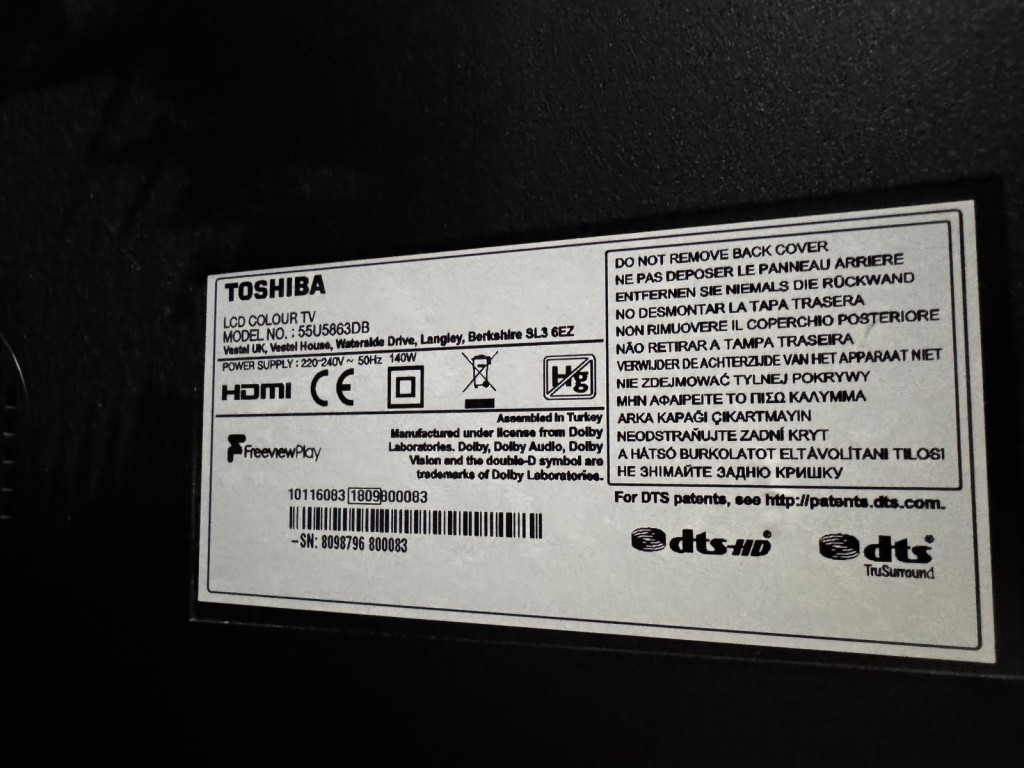 TOSHIBA
LCD COLOUR TV
MODEL NO. : 55U5863DB
Vestel UK, Vestel House, Waterside Drive, Langley, Berkshire SL3 6EZ
POWER SUPPLY : 220-240V ~ 50Hz 140W
HDMI CE Hg
Assembled in Turkey
Manufactured under license from Dolby
Laboratories. Dolby, Dolby Audio, Dolby
Vision and the double-D symbol are
trademarks of Dolby Laboratories.
FreeviewPlay
10116083 1809800083
-SN: 8098796 800083
DO NOT REMOVE BACK COVER
NE PAS DEPOSER LE PANNEAU ARRIERE
ENTFERNEN SIE NIEMALS DIE RÜCKWAND
NO DESMONTAR LA TAPA TRASERA
NON RIMUOVERE IL COPERCHIO POSTERIORE
NÃO RETIRAR A TAMPA TRASEIRA
VERWIJDER DE ACHTERZIJDE VAN HET APPARAAT NIET
NIE ZDEJMOWAĆ TYLNEJ POKRYWY
ΜΗΝ ΑΦΑΙΡΕΙΤΕ ΤΟ ΠΙΣΩ ΚΑΛΥΜΜΑ
ARKA KAPAĞI ÇIKARTMAYIN
NEODSTRAŇUJTE ZADNÍ KRYT
A HÁTSÓ BURKOLATOT ELTÁVOLÍTANI TILOS!
НЕ ЗНІМАЙТЕ ЗАДНЮ КРИШКУ
For DTS patents, see http://patents.dts.com.
dts-HD
dts
TruSurround